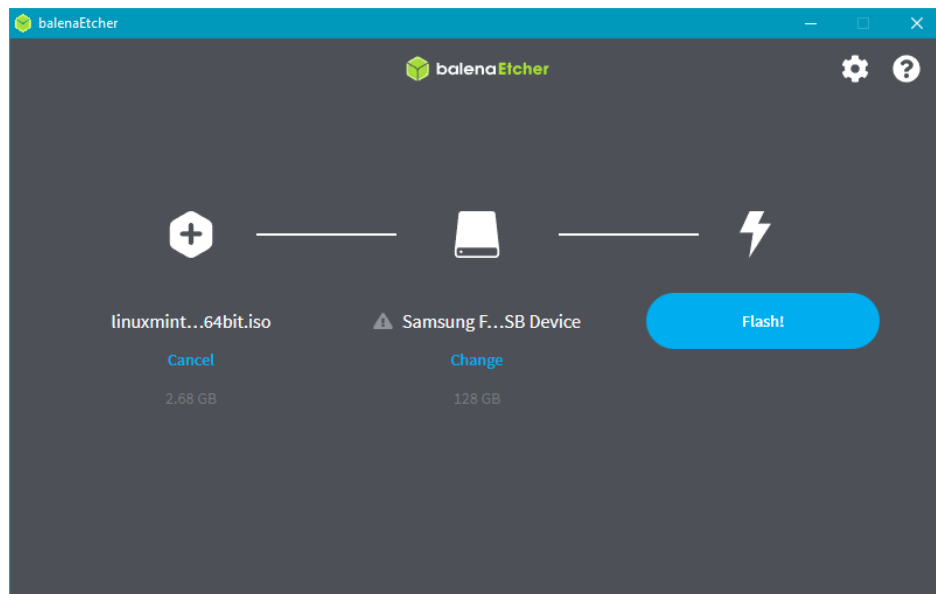 balenaEtcher
balenaEtcher
linuxmint...64bit.iso
Samsung F...SB Device
Flash!
Cancel
Change
2.68 GB
128 GB